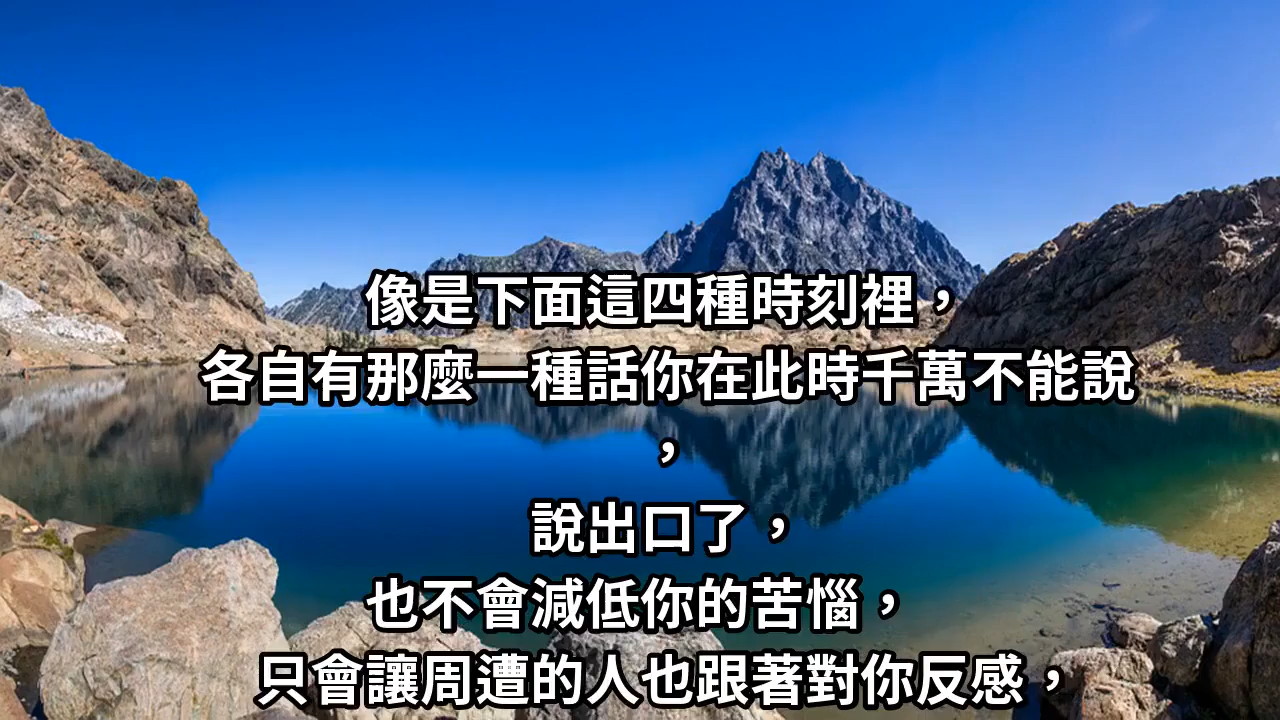 像是下面這四種時刻裡，
各自有那麼一種話你在此時千萬不能說
，
說出口了，
也不會減低你的苦惱，
只會讓周遭的人也跟著對你反感，